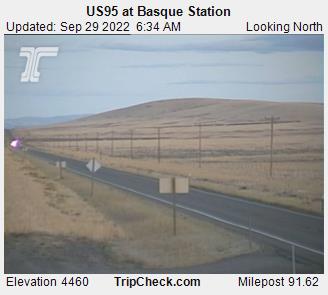 US95 at Basque Station
Updated: Sep 29 2022 6:34 AM Looking North
Elevation 4460 TripCheck.com Milepost 91.62